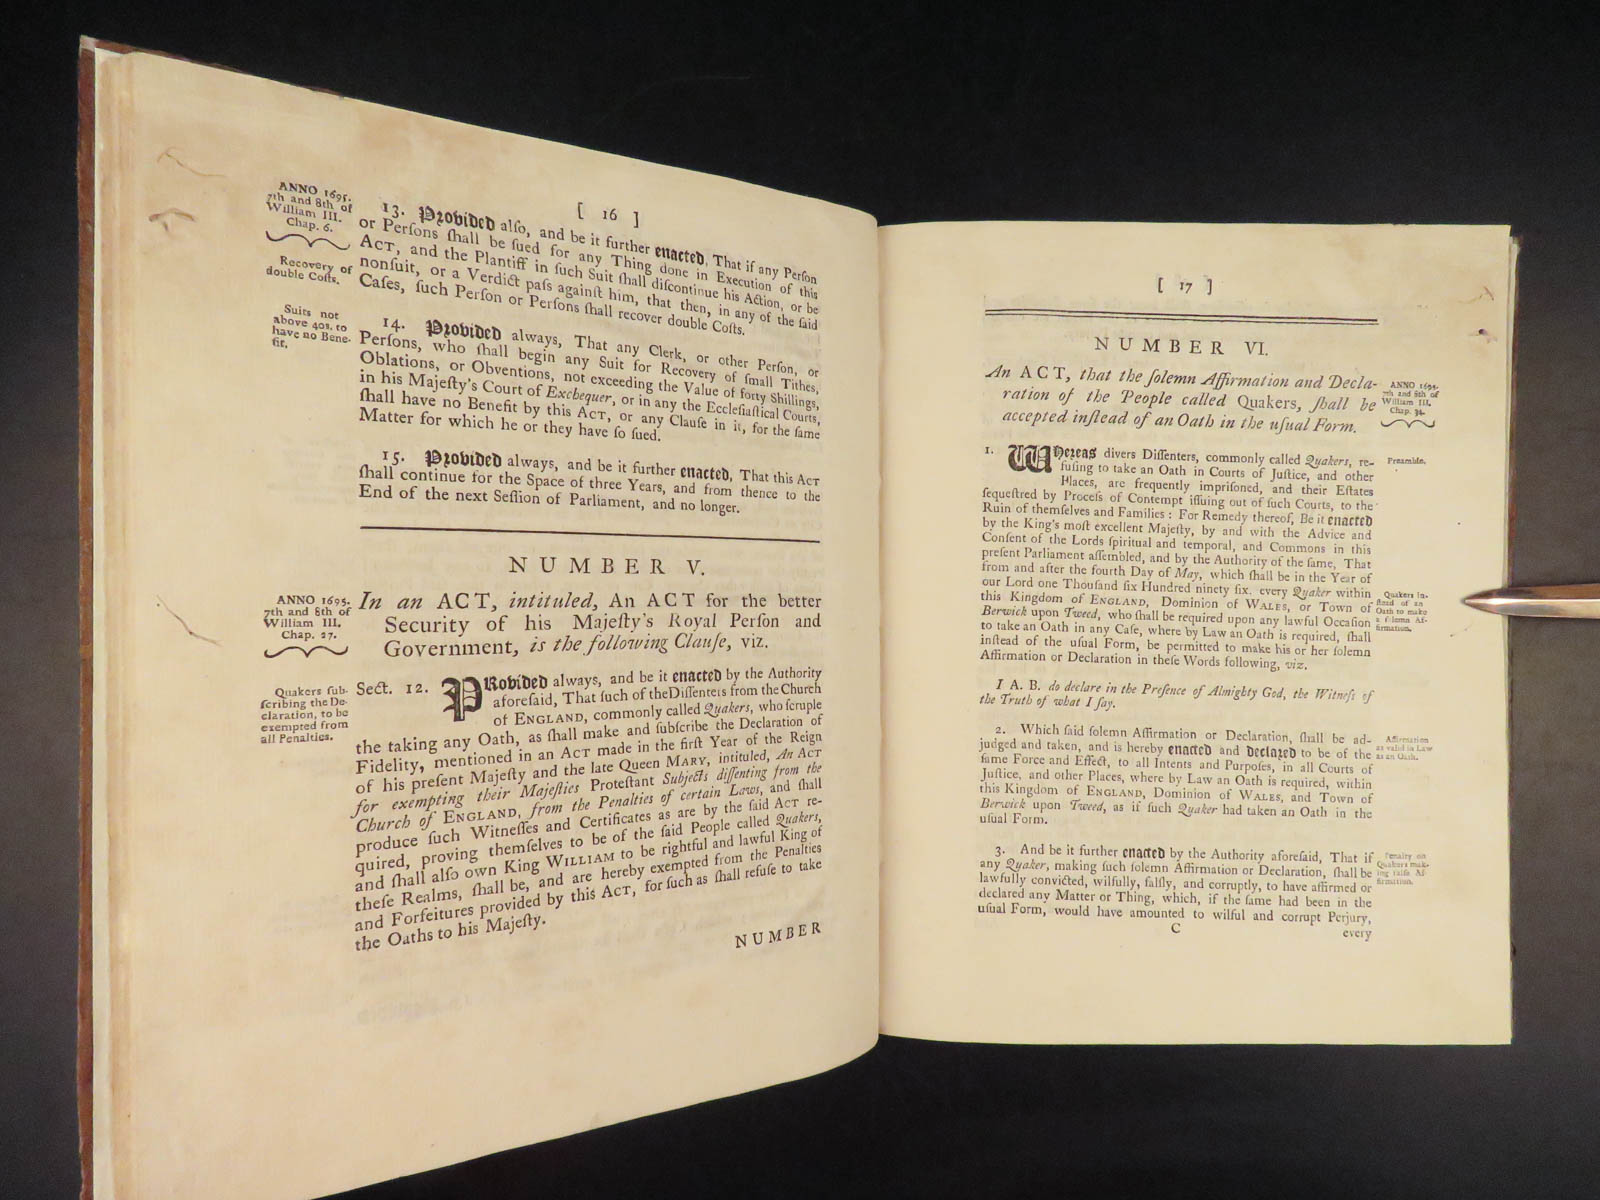 [ 16 ]
ANNO 1695.
7th and 8th of
William III.
Chap. 6.
13. Provided alſo, and be it further enacted, That if any Perſon
or Perſons ſhall be ſued for any Thing done in Execution of this
ACT, and the Plantiff in ſuch Suit ſhall diſcontinue his Action, or be
nonſuit, or a Verdict paſs againſt him, that then, in any of the ſaid
Caſes, ſuch Perſon or Perſons ſhall recover double Coſts.
Recovery of
double Coſts.
14. Provided always, That any Clerk, or other Perſon, or
Perſons, who ſhall begin any Suit for Recovery of ſmall Tithes,
Oblations, or Obventions, not exceeding the Value of forty Shillings,
in his Majeſty's Court of Exchequer, or in any the Eccleſiaſtical Courts,
ſhall have no Benefit by this ACT, or any Clauſe in it, for the ſame
Matter for which he or they have ſo ſued.
Suits not
above 40s. to
have no Bene-
fit.
15. Provided always, and be it further enacted, That this ACT
ſhall continue for the Space of three Years, and from thence to the
End of the next Seſſion of Parliament, and no longer.
NUMBER V.
ANNO 1695.
7th and 8th of
William III.
Chap. 27.
In an ACT, intituled, An ACT for the better
Security of his Majeſty's Royal Perſon and
Government, is the following Clauſe, viz.
Quakers ſub-
ſcribing the De-
claration, to be
exempted from
all Penalties.
Sect. 12. PRovided always, and be it enacted by the Authority
aforeſaid, That ſuch of the Diſſenters from the Church
of ENGLAND, commonly called Quakers, who ſcruple
the taking any Oath, as ſhall make and ſubſcribe the Declaration of
Fidelity, mentioned in an ACT made in the firſt Year of the Reign
of his preſent Majeſty and the late Queen MARY, intituled, An ACT
for exempting their Majeſties Proteſtant Subjects diſſenting from the
Church of ENGLAND, from the Penalties of certain Laws, and ſhall
produce ſuch Witneſſes and Certificates as are by the ſaid ACT re-
quired, proving themſelves to be of the ſaid People called Quakers,
and ſhall alſo own King WILLIAM to be rightful and lawful King of
theſe Realms, ſhall be, and are hereby exempted from the Penalties
and Forfeitures provided by this ACT, for ſuch as ſhall refuſe to take
the Oaths to his Majeſty.
NUMBER
[ 17 ]
NUMBER VI.
An ACT, that the ſolemn Affirmation and Decla-
ration of the People called Quakers, ſhall be
accepted inſtead of an Oath in the uſual Form.
ANNO 1695.
7th and 8th of
William III.
Chap. 34.
1. WHereas divers Diſſenters, commonly called Quakers, re-
fuſing to take an Oath in Courts of Juſtice, and other
Places, are frequently impriſoned, and their Eſtates
ſequeſtred by Proceſs of Contempt iſſuing out of ſuch Courts, to the
Ruin of themſelves and Families: For Remedy thereof, Be it enacted
by the King's moſt excellent Majeſty, by and with the Advice and
Conſent of the Lords ſpiritual and temporal, and Commons in this
preſent Parliament aſſembled, and by the Authority of the ſame, That
from and after the fourth Day of May, which ſhall be in the Year of
our Lord one Thouſand ſix Hundred ninety ſix. every Quaker within
this Kingdom of ENGLAND, Dominion of WALES, or Town of
Berwick upon Tweed, who ſhall be required upon any lawful Occaſion
to take an Oath in any Caſe, where by Law an Oath is required, ſhall
inſtead of the uſual Form, be permitted to make his or her ſolemn
Affirmation or Declaration in theſe Words following, viz.
Preamble.
Quakers in-
ſtead of an
Oath to make
a ſolemn Af-
firmation.
I A. B. do declare in the Preſence of Almighty God, the Witneſs of
the Truth of what I ſay.
2. Which ſaid ſolemn Affirmation or Declaration, ſhall be ad-
judged and taken, and is hereby enacted and declared to be of the
ſame Force and Effect, to all Intents and Purpoſes, in all Courts of
Juſtice, and other Places, where by Law an Oath is required, within
this Kingdom of ENGLAND, Dominion of WALES, and Town of
Berwick upon Tweed, as if ſuch Quaker had taken an Oath in the
uſual Form.
Affirmation
as valid in Law
as an Oath.
3. And be it further enacted by the Authority aforeſaid, That if
any Quaker, making ſuch ſolemn Affirmation or Declaration, ſhall be
lawfully convicted, wilfully, falſly, and corruptly, to have affirmed or
declared any Matter or Thing, which, if the ſame had been in the
uſual Form, would have amounted to wilful and corrupt Perjury,
Penalty on
Quakers mak-
ing falſe Af-
firmation.
C
every